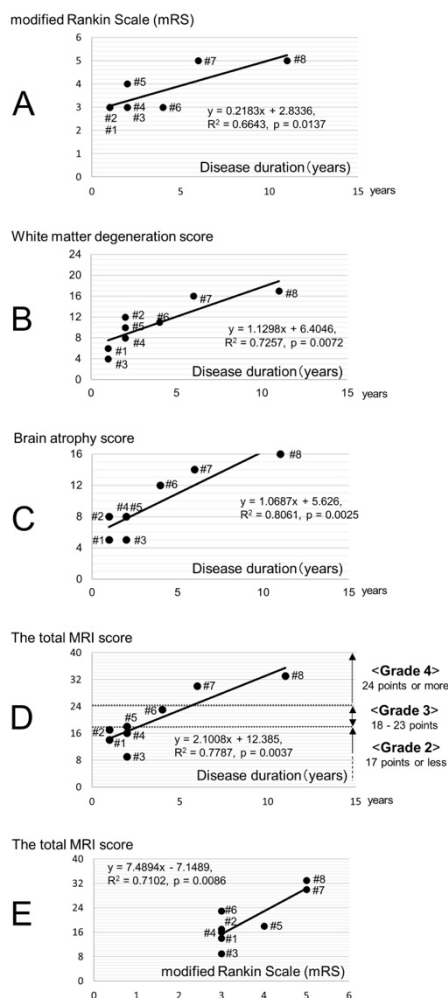 modified Rankin Scale (mRS)
6
5
4
3
2
1
0
#7
#8
#5
#2
#4
#6
#1
#3
y = 0.2183x + 2.8336,
R² = 0.6643, p = 0.0137
Disease duration(years)
0
5
10
15
years
A
White matter degeneration score
24
20
16
12
8
4
0
#8
#7
#2
#5
#6
#4
#1
#3
y = 1.1298x + 6.4046,
R² = 0.7257, p = 0.0072
Disease duration(years)
0
5
10
15
years
B
Brain atrophy score
16
12
8
4
0
#8
#7
#6
#4
#5
#2
#1
#3
y = 1.0687x + 5.626,
R² = 0.8061, p = 0.0025
Disease duration(years)
0
5
10
15
years
C
The total MRI score
40
32
24
16
8
0
#8
#7
#6
#5
#2
#4
#1
#3
y = 2.1008x + 12.385,
R² = 0.7787, p = 0.0037
Disease duration(years)
0
5
10
15
years
<Grade 4>
24 points or more
<Grade 3>
18 - 23 points
<Grade 2>
17 points or less
D
The total MRI score
40
32
24
16
8
0
y = 7.4894x - 7.1489,
R² = 0.7102, p = 0.0086
#8
#7
#6
#2
#5
#4
#1
#3
modified Rankin Scale (mRS)
0
1
2
3
4
5
6
E